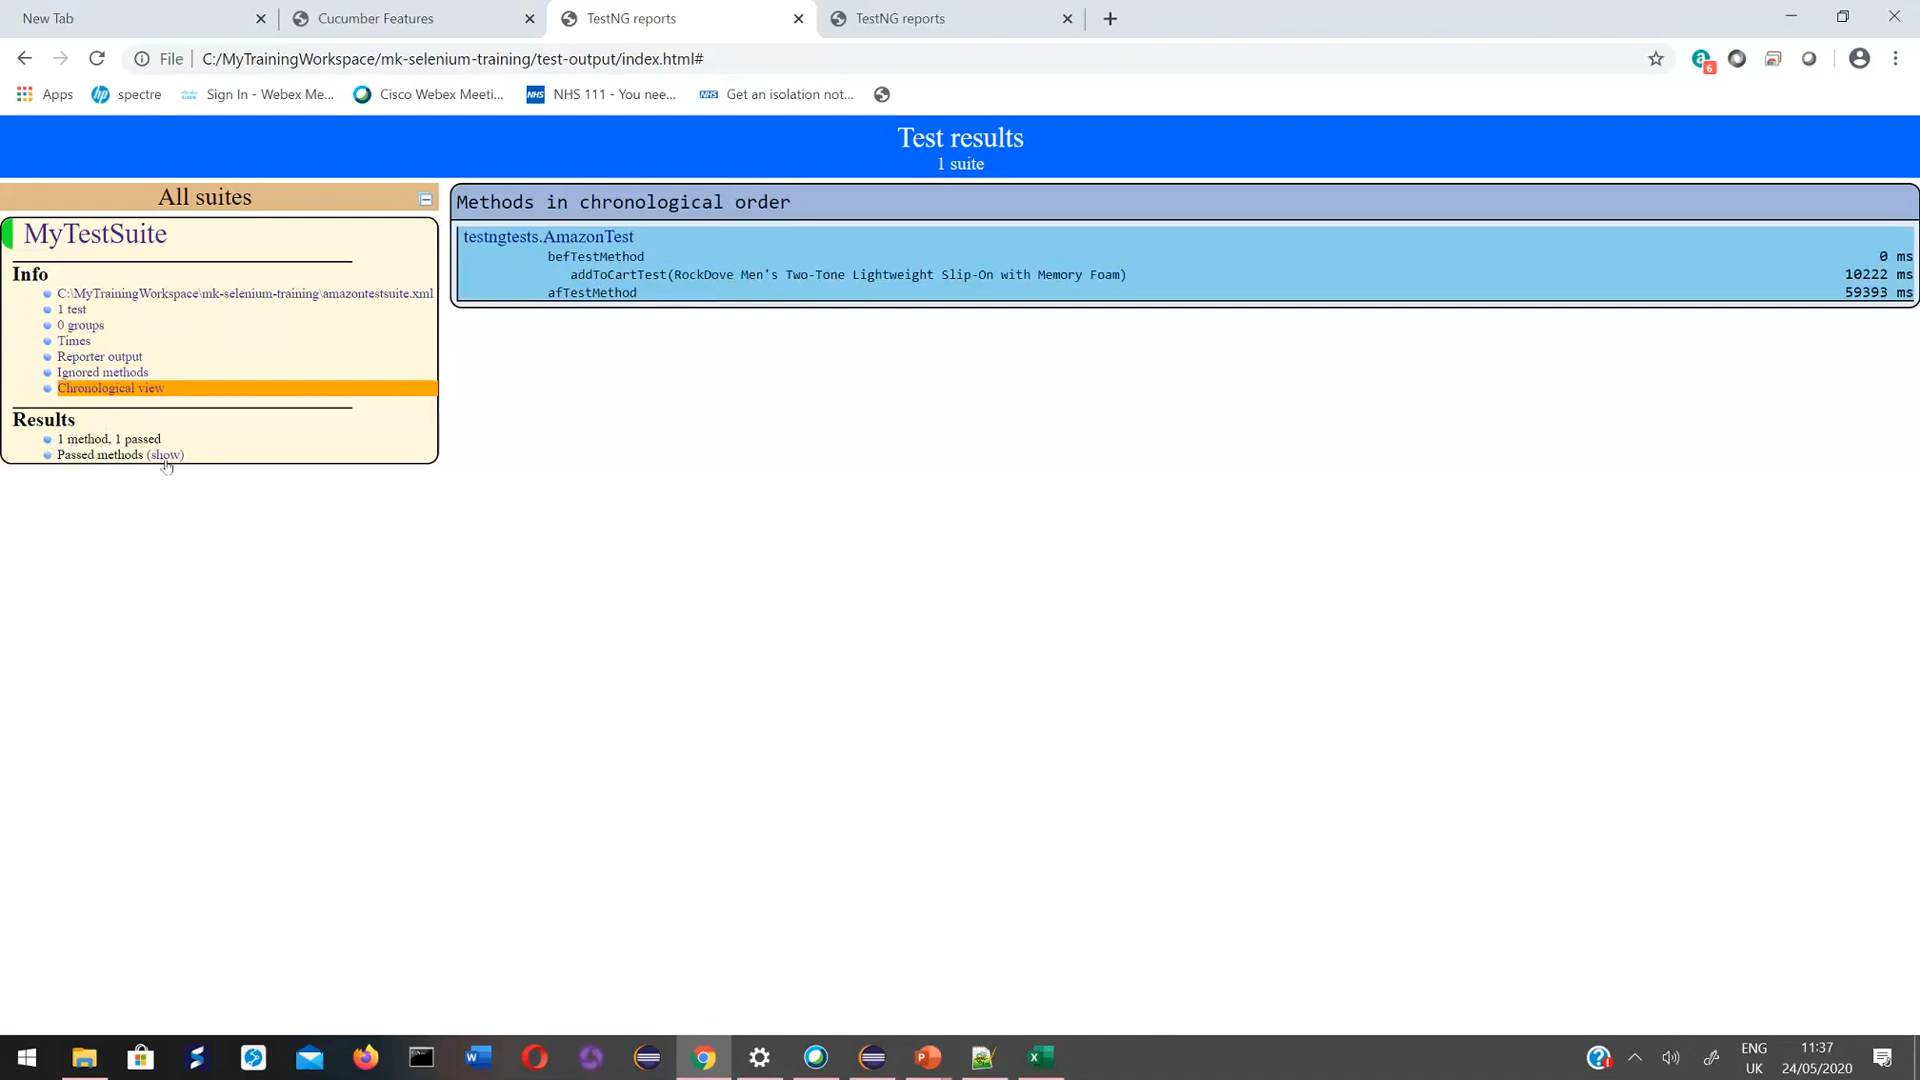 New Tab
Cucumber Features
TestNG reports
TestNG reports
File
C:/MyTrainingWorkspace/mk-selenium-training/test-output/index.html#
6
Apps
spectre
Sign In - Webex Me...
Cisco Webex Meeti...
NHS 111 - You nee...
Get an isolation not...
Test results
1 suite
All suites
MyTestSuite
Info
C:\MyTrainingWorkspace\mk-selenium-training\amazontestsuite.xml
1 test
0 groups
Times
Reporter output
Ignored methods
Chronological view
Results
1 method, 1 passed
Passed methods (show)
Methods in chronological order
testngtests.AmazonTest
befTestMethod 0 ms
addToCartTest(RockDove Men's Two-Tone Lightweight Slip-On with Memory Foam) 10222 ms
afTestMethod 59393 ms
ENG
UK
11:37
24/05/2020